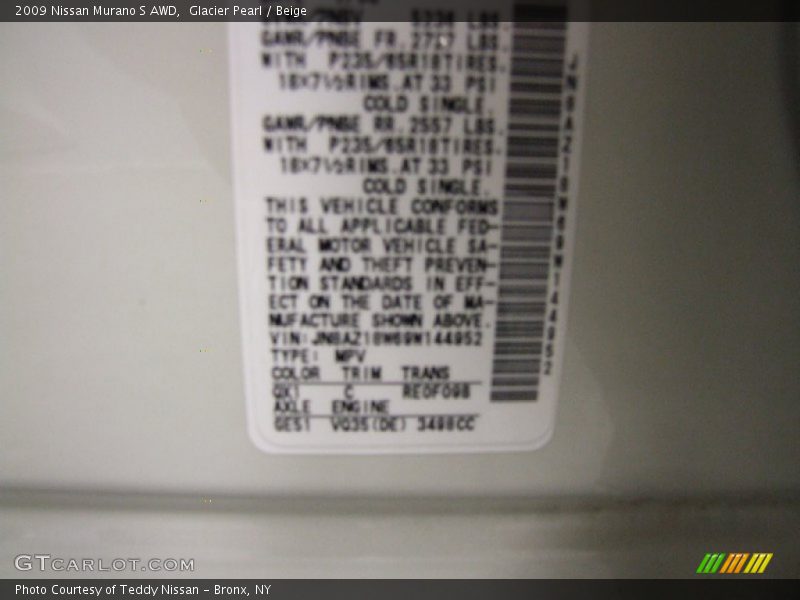 2009 Nissan Murano S AWD, Glacier Pearl / Beige
GAWR/PNBE FR. 2727 LBS.
WITH P235/65R18TIRES.
18X7½RIMS.AT 33 PSI
COLD SINGLE.
GAWR/PNBE RR. 2557 LBS.
WITH P235/65R18TIRES.
18X7½RIMS.AT 33 PSI
COLD SINGLE.
THIS VEHICLE CONFORMS
TO ALL APPLICABLE FED-
ERAL MOTOR VEHICLE SA-
FETY AND THEFT PREVEN-
TION STANDARDS IN EFF-
ECT ON THE DATE OF MA-
NUFACTURE SHOWN ABOVE.
VIN:JN8AZ18W69W144952
TYPE: MPV
COLOR TRIM TRANS
QX1 C RE0F09B
AXLE ENGINE
GES1 VQ35(DE) 3498CC
JN8AZ18W69W144952
GTCARLOT.COM
Photo Courtesy of Teddy Nissan - Bronx, NY